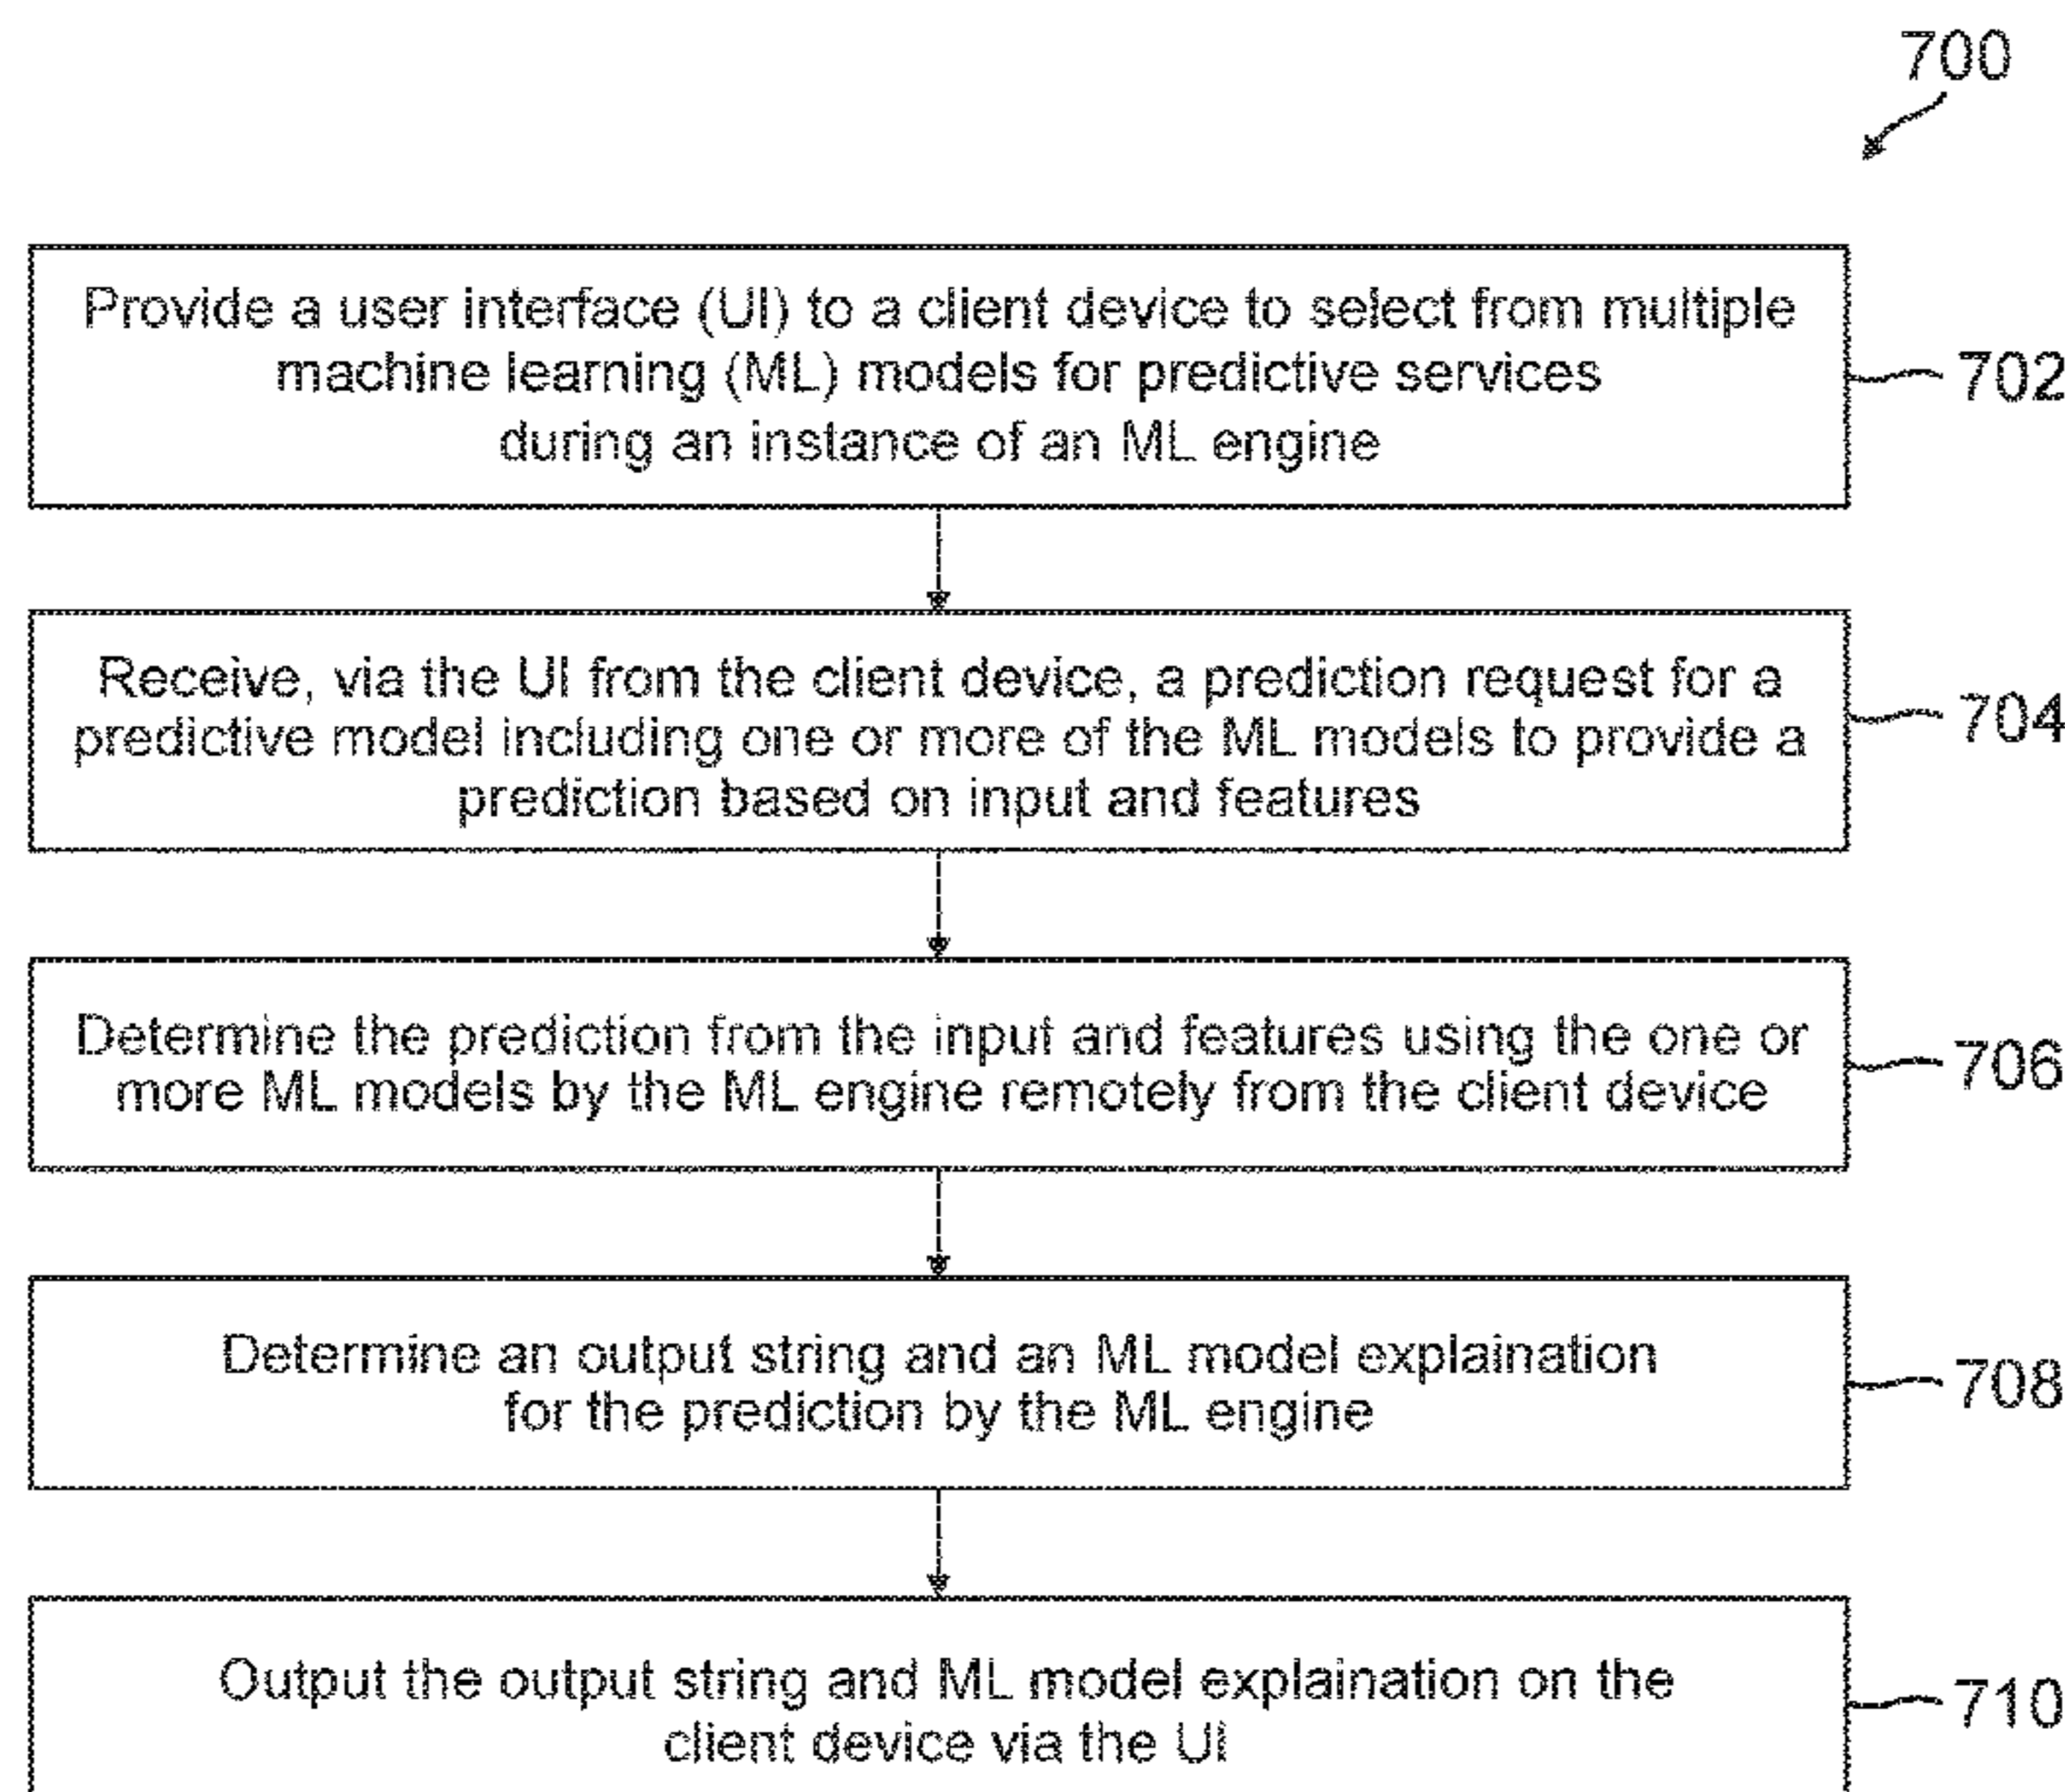 700
Provide a user interface (UI) to a client device to select from multiple
machine learning (ML) models for predictive services
during an instance of an ML engine
702
Receive, via the UI from the client device, a prediction request for a
predictive model including one or more of the ML models to provide a
prediction based on input and features
704
Determine the prediction from the input and features using the one or
more ML models by the ML engine remotely from the client device
706
Determine an output string and an ML model explaination
for the prediction by the ML engine
708
Output the output string and ML model explaination on the
client device via the UI
710